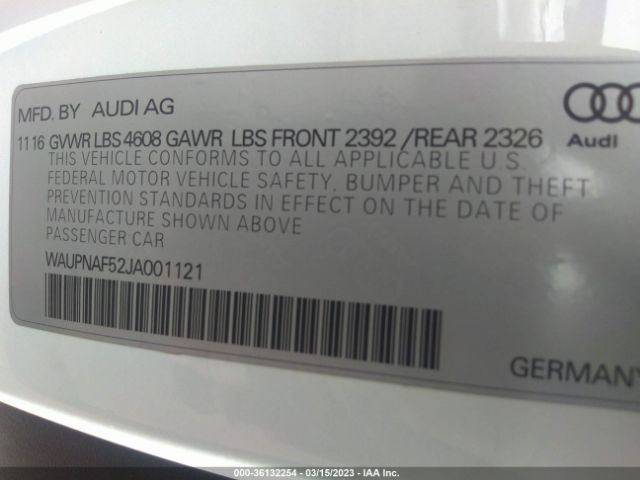 MFD. BY AUDI AG
Audi
11 16 GVWR LBS 4608 GAWR LBS FRONT 2392 /REAR 2326
THIS VEHICLE CONFORMS TO ALL APPLICABLE U.S.
FEDERAL MOTOR VEHICLE SAFETY, BUMPER AND THEFT
PREVENTION STANDARDS IN EFFECT ON THE DATE OF
MANUFACTURE SHOWN ABOVE
PASSENGER CAR
WAUPNAF52JA001121
GERMANY
000-36132254 - 03/15/2023 - IAA Inc.